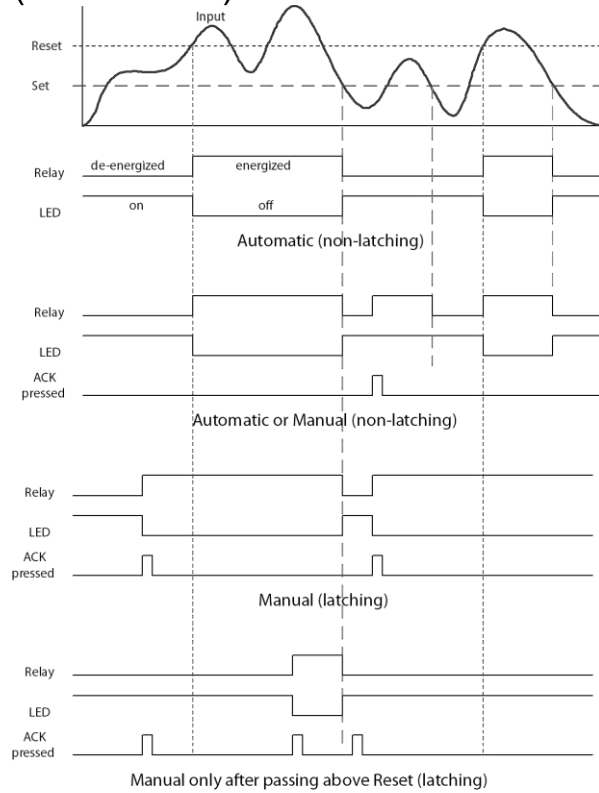 Input
Reset
Set
Relay de-energized energized
LED on off
Automatic (non-latching)
Relay
LED
ACK
pressed
Automatic or Manual (non-latching)
Relay
LED
ACK
pressed
Manual (latching)
Relay
LED
ACK
pressed
Manual only after passing above Reset (latching)